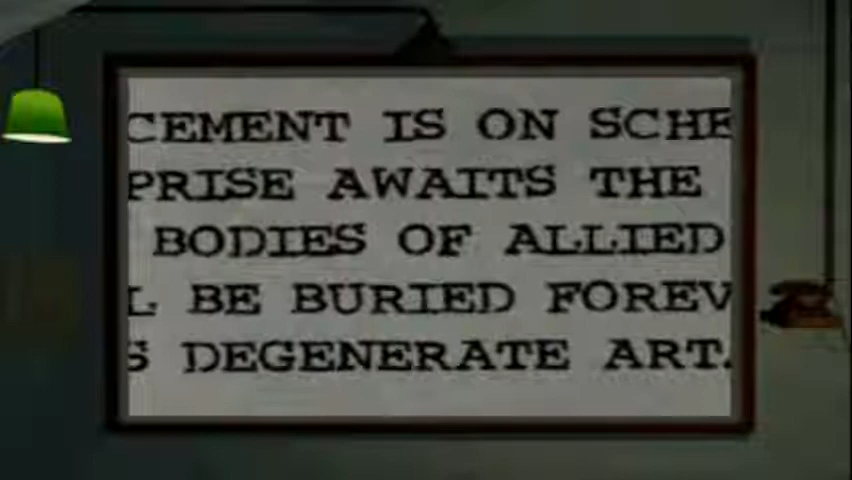 CEMENT IS ON SCHE
PRISE AWAITS THE
BODIES OF ALLIED
L BE BURIED FOREV
S DEGENERATE ART.